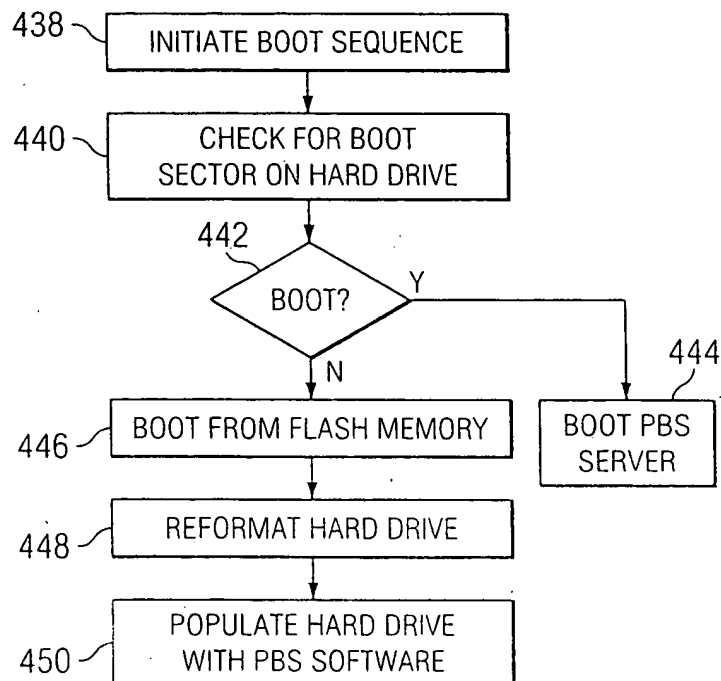 438
INITIATE BOOT SEQUENCE
440
CHECK FOR BOOT
SECTOR ON HARD DRIVE
442
BOOT?
Y
N
444
BOOT PBS
SERVER
446
BOOT FROM FLASH MEMORY
448
REFORMAT HARD DRIVE
450
POPULATE HARD DRIVE
WITH PBS SOFTWARE